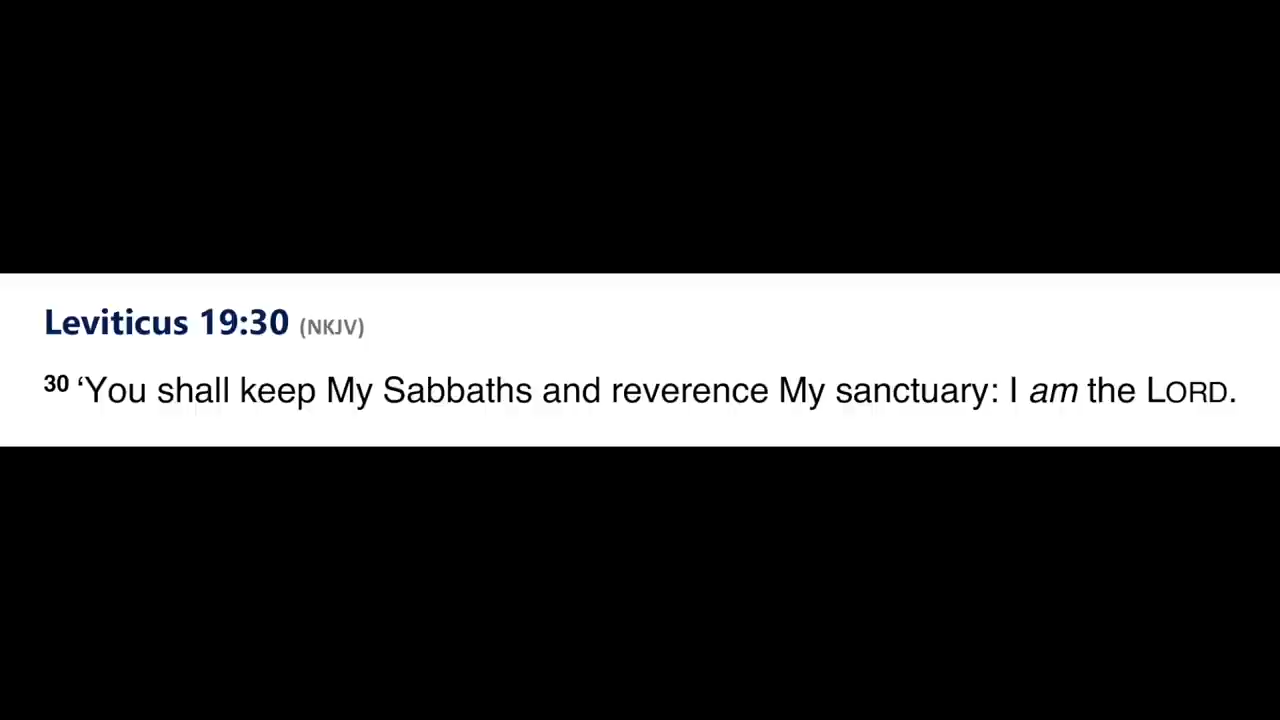 Leviticus 19:30 (NKJV)
30 ‘You shall keep My Sabbaths and reverence My sanctuary: I am the LORD.